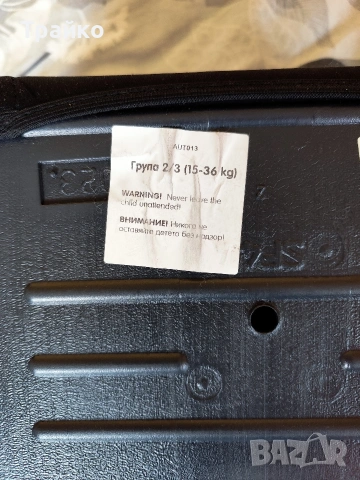 Трайко
AUT013
Група 2/3 (15-36 kg)
WARNING! Never leave the
child unattended!
ВНИМАНИЕ! Никога не
оставяйте детето без надзор!
BAZAR